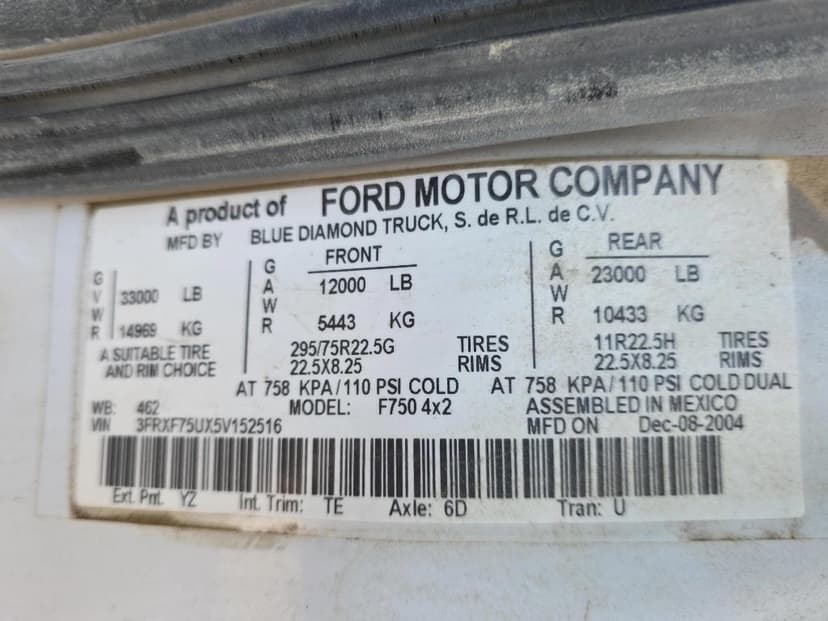 A product of FORD MOTOR COMPANY
MFD BY BLUE DIAMOND TRUCK, S. de R.L. de C.V.
GVWR 33000 LB 14969 KG
GAWR FRONT 12000 LB 5443 KG
GAWR REAR 23000 LB 10433 KG
A SUITABLE TIRE AND RIM CHOICE
295/75R22.5G TIRES 11R22.5H TIRES
22.5X8.25 RIMS 22.5X8.25 RIMS
AT 758 KPA/110 PSI COLD AT 758 KPA/110 PSI COLD DUAL
WB: 462 MODEL: F750 4x2 ASSEMBLED IN MEXICO
VIN 3FRXF75UX5V152516 MFD ON Dec-08-2004
Ext. Pnt. YZ Int. Trim: TE Axle: 6D Tran: U